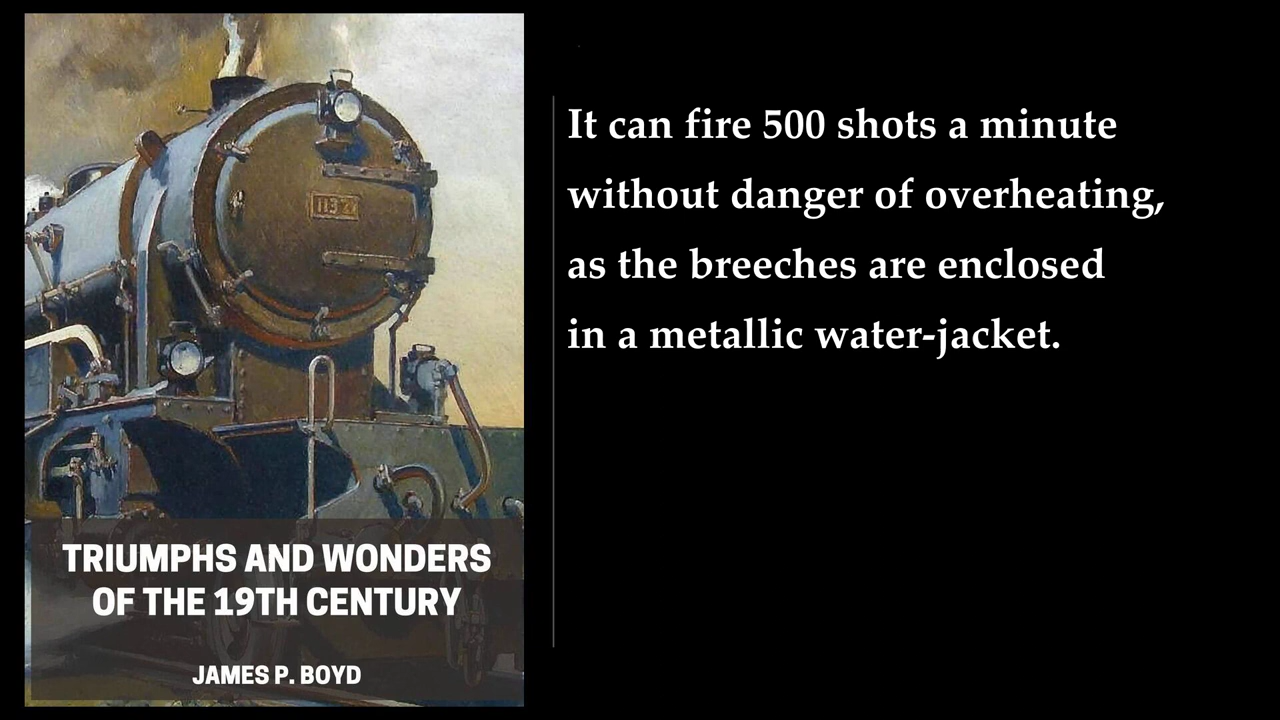 It can fire 500 shots a minute
without danger of overheating,
as the breeches are enclosed
in a metallic water-jacket.
TRIUMPHS AND WONDERS
OF THE 19TH CENTURY
JAMES P. BOYD